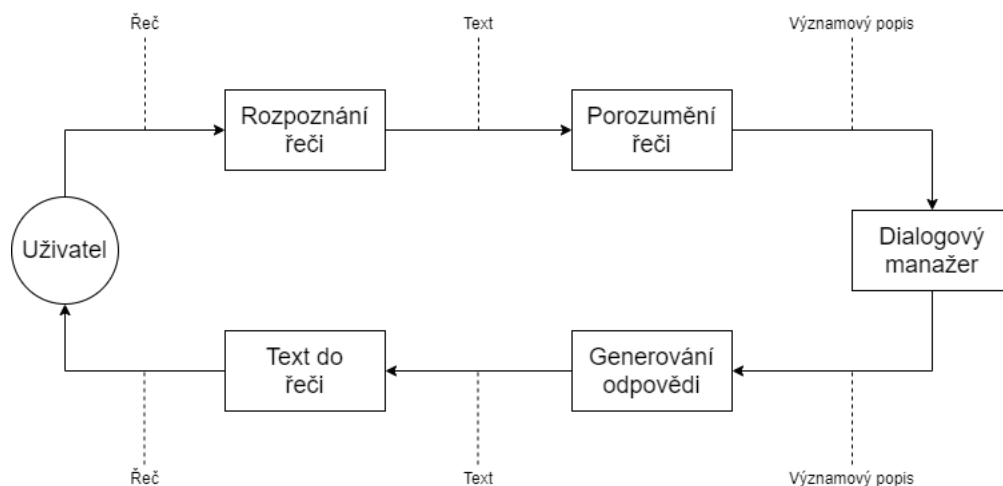 Řeč
Text
Významový popis
Rozpoznání
řeči
Porozumění
řeči
Uživatel
Dialogový
manažer
Text do
řeči
Generování
odpovědi
Řeč
Text
Významový popis